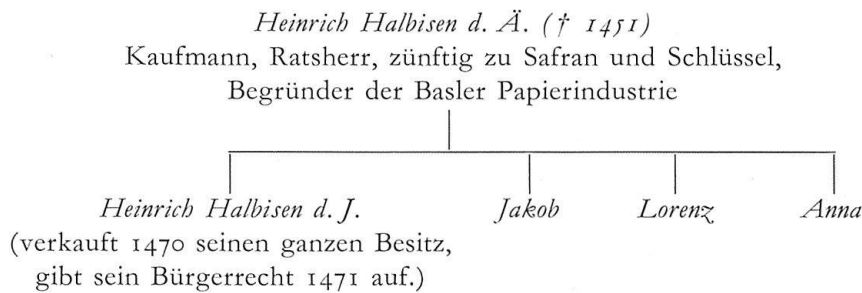 Heinrich Halbisen d. Ä. († 1451)
Kaufmann, Ratsherr, zünftig zu Safran und Schlüssel,
Begründer der Basler Papierindustrie
Heinrich Halbisen d. J. Jakob Lorenz Anna
(verkauft 1470 seinen ganzen Besitz,
gibt sein Bürgerrecht 1471 auf.)